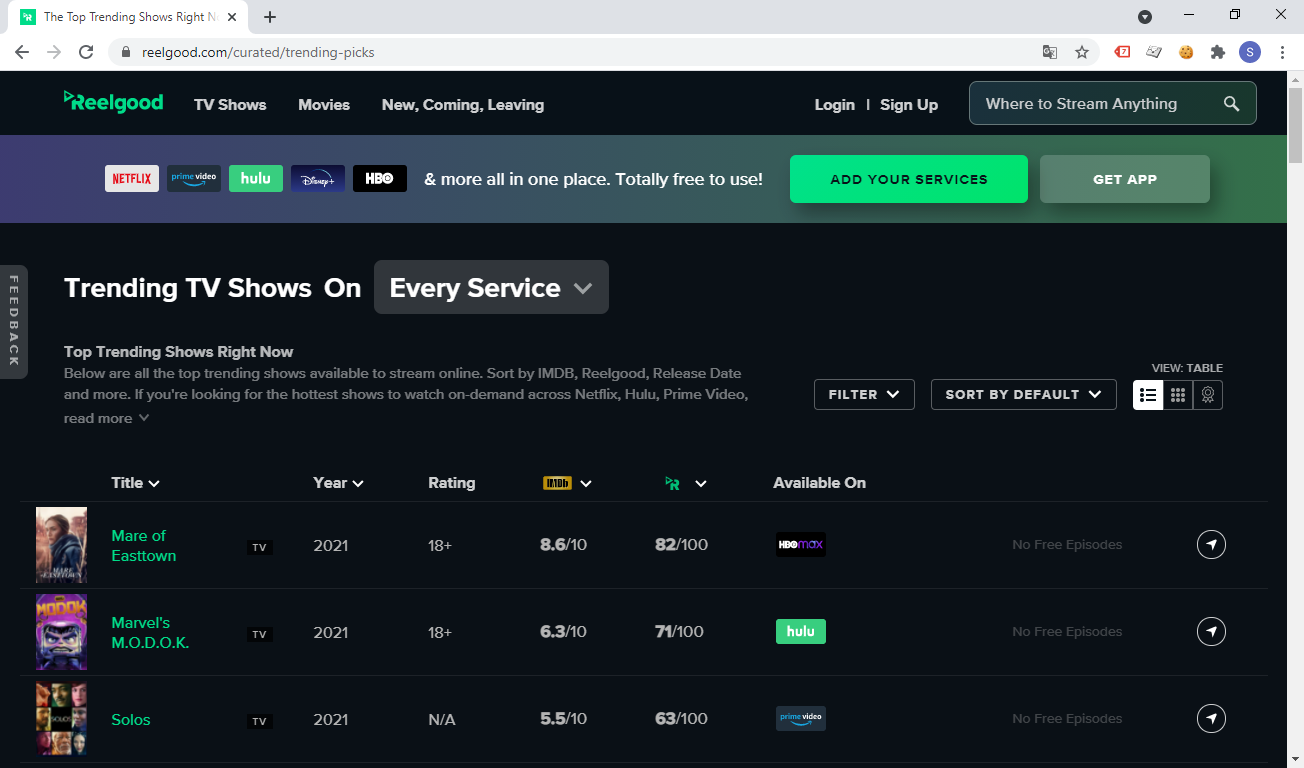 The Top Trending Shows Right N
reelgood.com/curated/trending-picks
S
Reelgood
TV Shows
Movies
New, Coming, Leaving
Login | Sign Up
Where to Stream Anything
NETFLIX
prime video
hulu
Disney+
HBO
& more all in one place. Totally free to use!
ADD YOUR SERVICES
GET APP
FEEDBACK
Trending TV Shows On Every Service
Top Trending Shows Right Now
Below are all the top trending shows available to stream online. Sort by IMDB, Reelgood, Release Date
and more. If you're looking for the hottest shows to watch on-demand across Netflix, Hulu, Prime Video,
read more
VIEW: TABLE
FILTER
SORT BY DEFAULT
Title Year Rating IMDb R Available On
MARE OF EASTTOWN
Mare of
Easttown
TV 2021 18+ 8.6/10 82/100 HBOmax No Free Episodes
MODOK
Marvel's
M.O.D.O.K.
TV 2021 18+ 6.3/10 71/100 hulu No Free Episodes
SOLOS
Solos TV 2021 N/A 5.5/10 63/100 prime video No Free Episodes